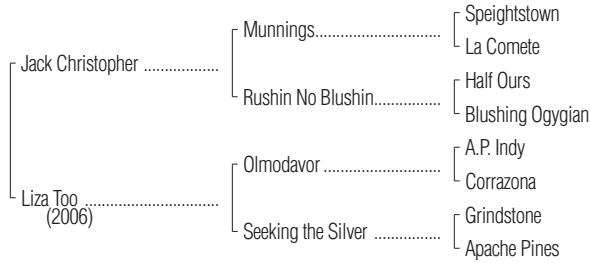 Speightstown
Munnings
La Comete
Jack Christopher
Half Ours
Rushin No Blushin
Blushing Ogygian
A.P. Indy
Olmodavor
Corrazona
Liza Too
(2006)
Grindstone
Seeking the Silver
Apache Pines